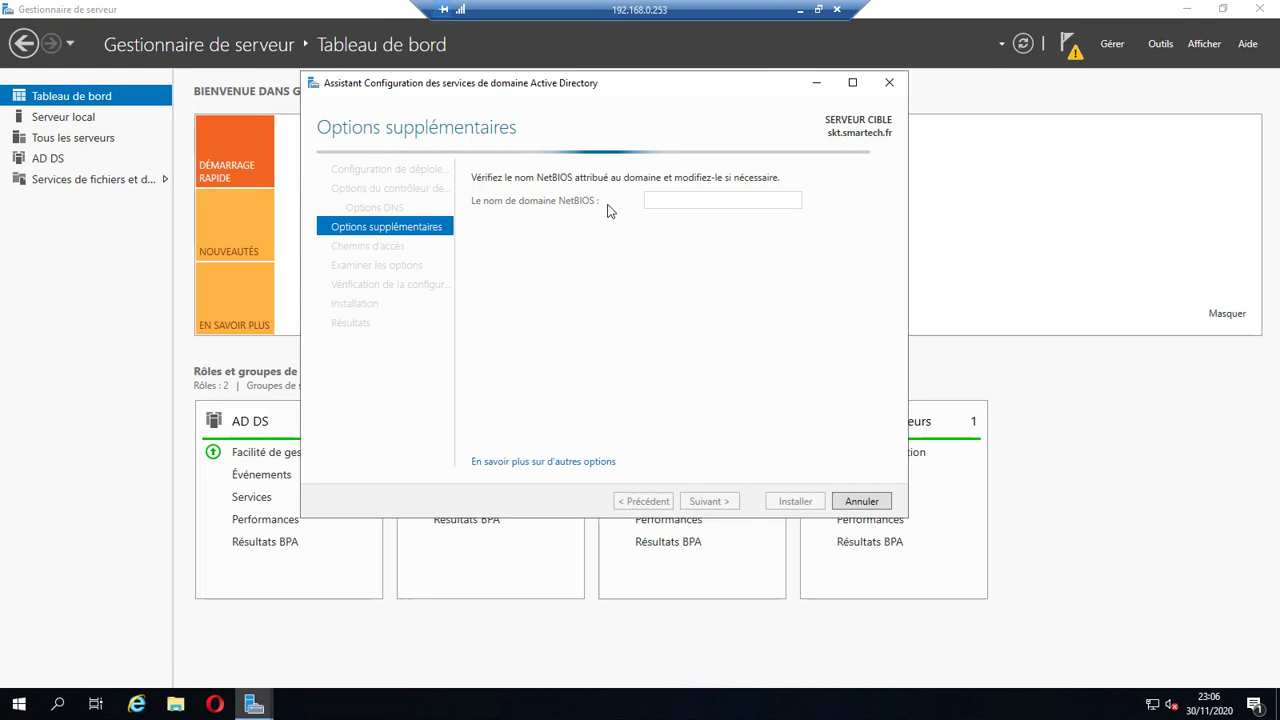 Gestionnaire de serveur
192.168.0.253
Gestionnaire de serveur
Tableau de bord
Gérer
Outils
Afficher
Aide
Tableau de bord
Serveur local
Tous les serveurs
AD DS
Services de fichiers et d...
BIENVENUE DANS G
DÉMARRAGE
RAPIDE
NOUVEAUTÉS
EN SAVOIR PLUS
Masquer
Assistant Configuration des services de domaine Active Directory
Options supplémentaires
SERVEUR CIBLE
skt.smartech.fr
Configuration de déploie...
Options du contrôleur de...
Options DNS
Options supplémentaires
Chemins d'accès
Examiner les options
Vérification de la configur...
Installation
Résultats
Vérifiez le nom NetBIOS attribué au domaine et modifiez-le si nécessaire.
Le nom de domaine NetBIOS :
En savoir plus sur d'autres options
< Précédent
Suivant >
Installer
Annuler
Rôles et groupes de
Rôles : 2 | Groupes de s
AD DS
Facilité de ges
Événements
Services
Performances
Résultats BPA
Résultats BPA
Performances
Résultats BPA
eurs 1
ion
Performances
Résultats BPA
23:06
30/11/2020
1